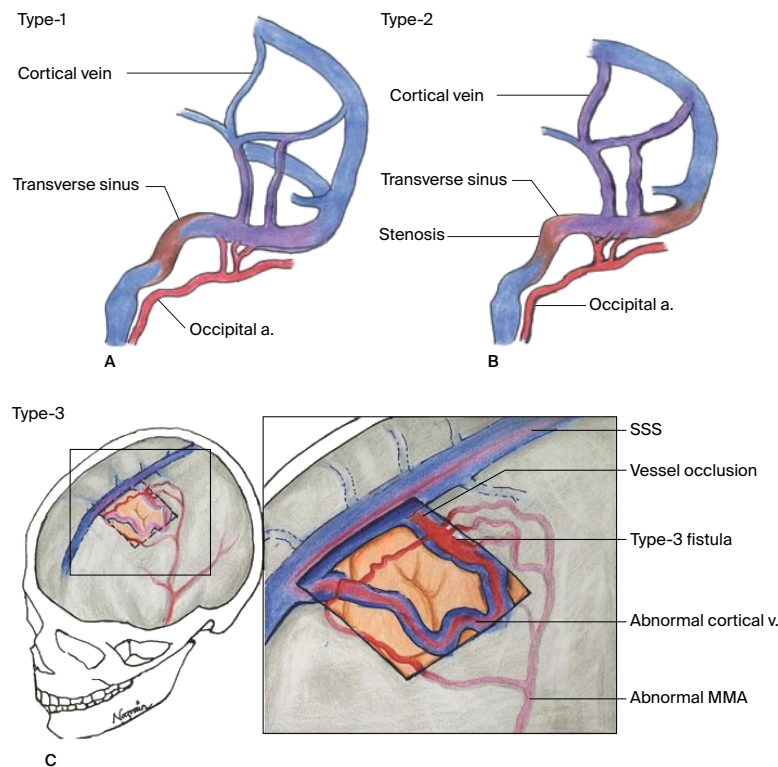 Type-1
Cortical vein
Transverse sinus
Occipital a.
A
Type-2
Cortical vein
Transverse sinus
Stenosis
Occipital a.
B
Type-3
SSS
Vessel occlusion
Type-3 fistula
Abnormal cortical v.
Abnormal MMA
C